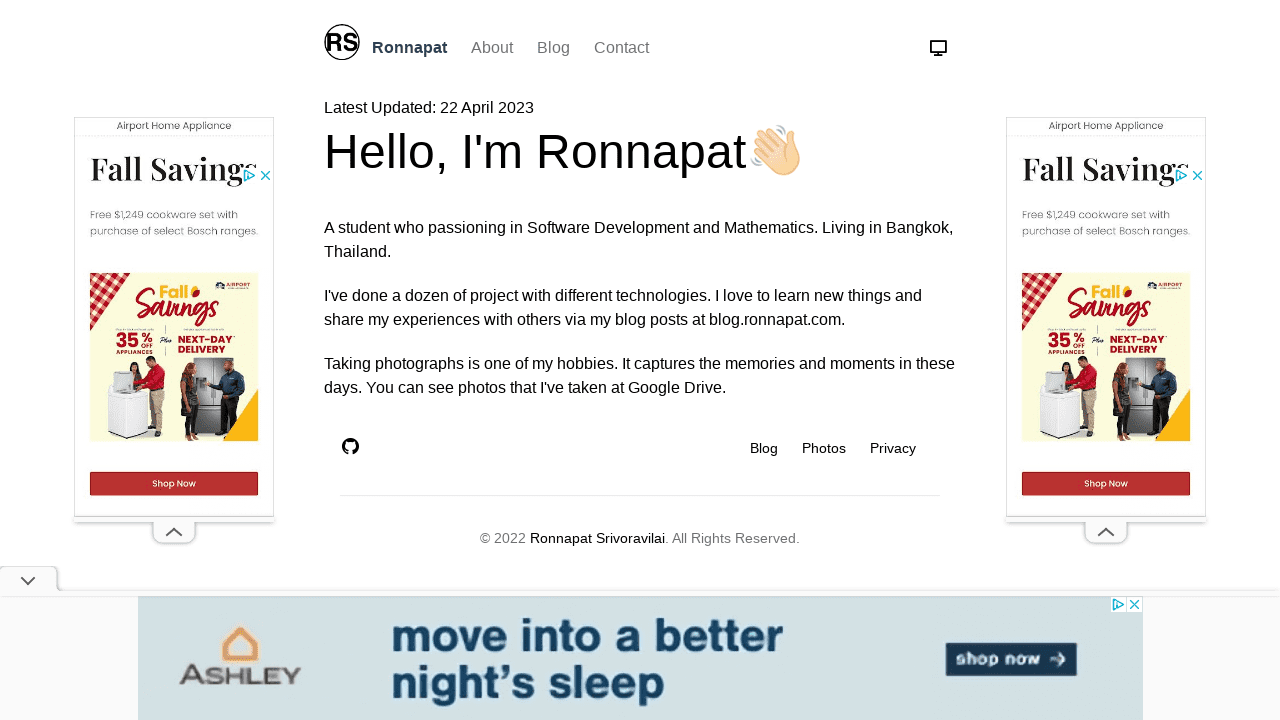 RS
Ronnapat About Blog Contact
Latest Updated: 22 April 2023
Hello, I'm Ronnapat👋🏻
A student who passioning in Software Development and Mathematics. Living in Bangkok,
Thailand.
I've done a dozen of project with different technologies. I love to learn new things and
share my experiences with others via my blog posts at blog.ronnapat.com.
Taking photographs is one of my hobbies. It captures the memories and moments in these
days. You can see photos that I've taken at Google Drive.
Blog Photos Privacy
© 2022 Ronnapat Srivoravilai. All Rights Reserved.
Airport Home Appliance
Fall Savings
Free $1,249 cookware set with
purchase of select Bosch ranges.
AIRPORT
Fall
Savings
35% OFF
APPLIANCES
Plus
NEXT-DAY
DELIVERY
Shop Now
Airport Home Appliance
Fall Savings
Free $1,249 cookware set with
purchase of select Bosch ranges.
AIRPORT
Fall
Savings
35% OFF
APPLIANCES
Plus
NEXT-DAY
DELIVERY
Shop Now
ASHLEY
move into a better
night's sleep
shop now →